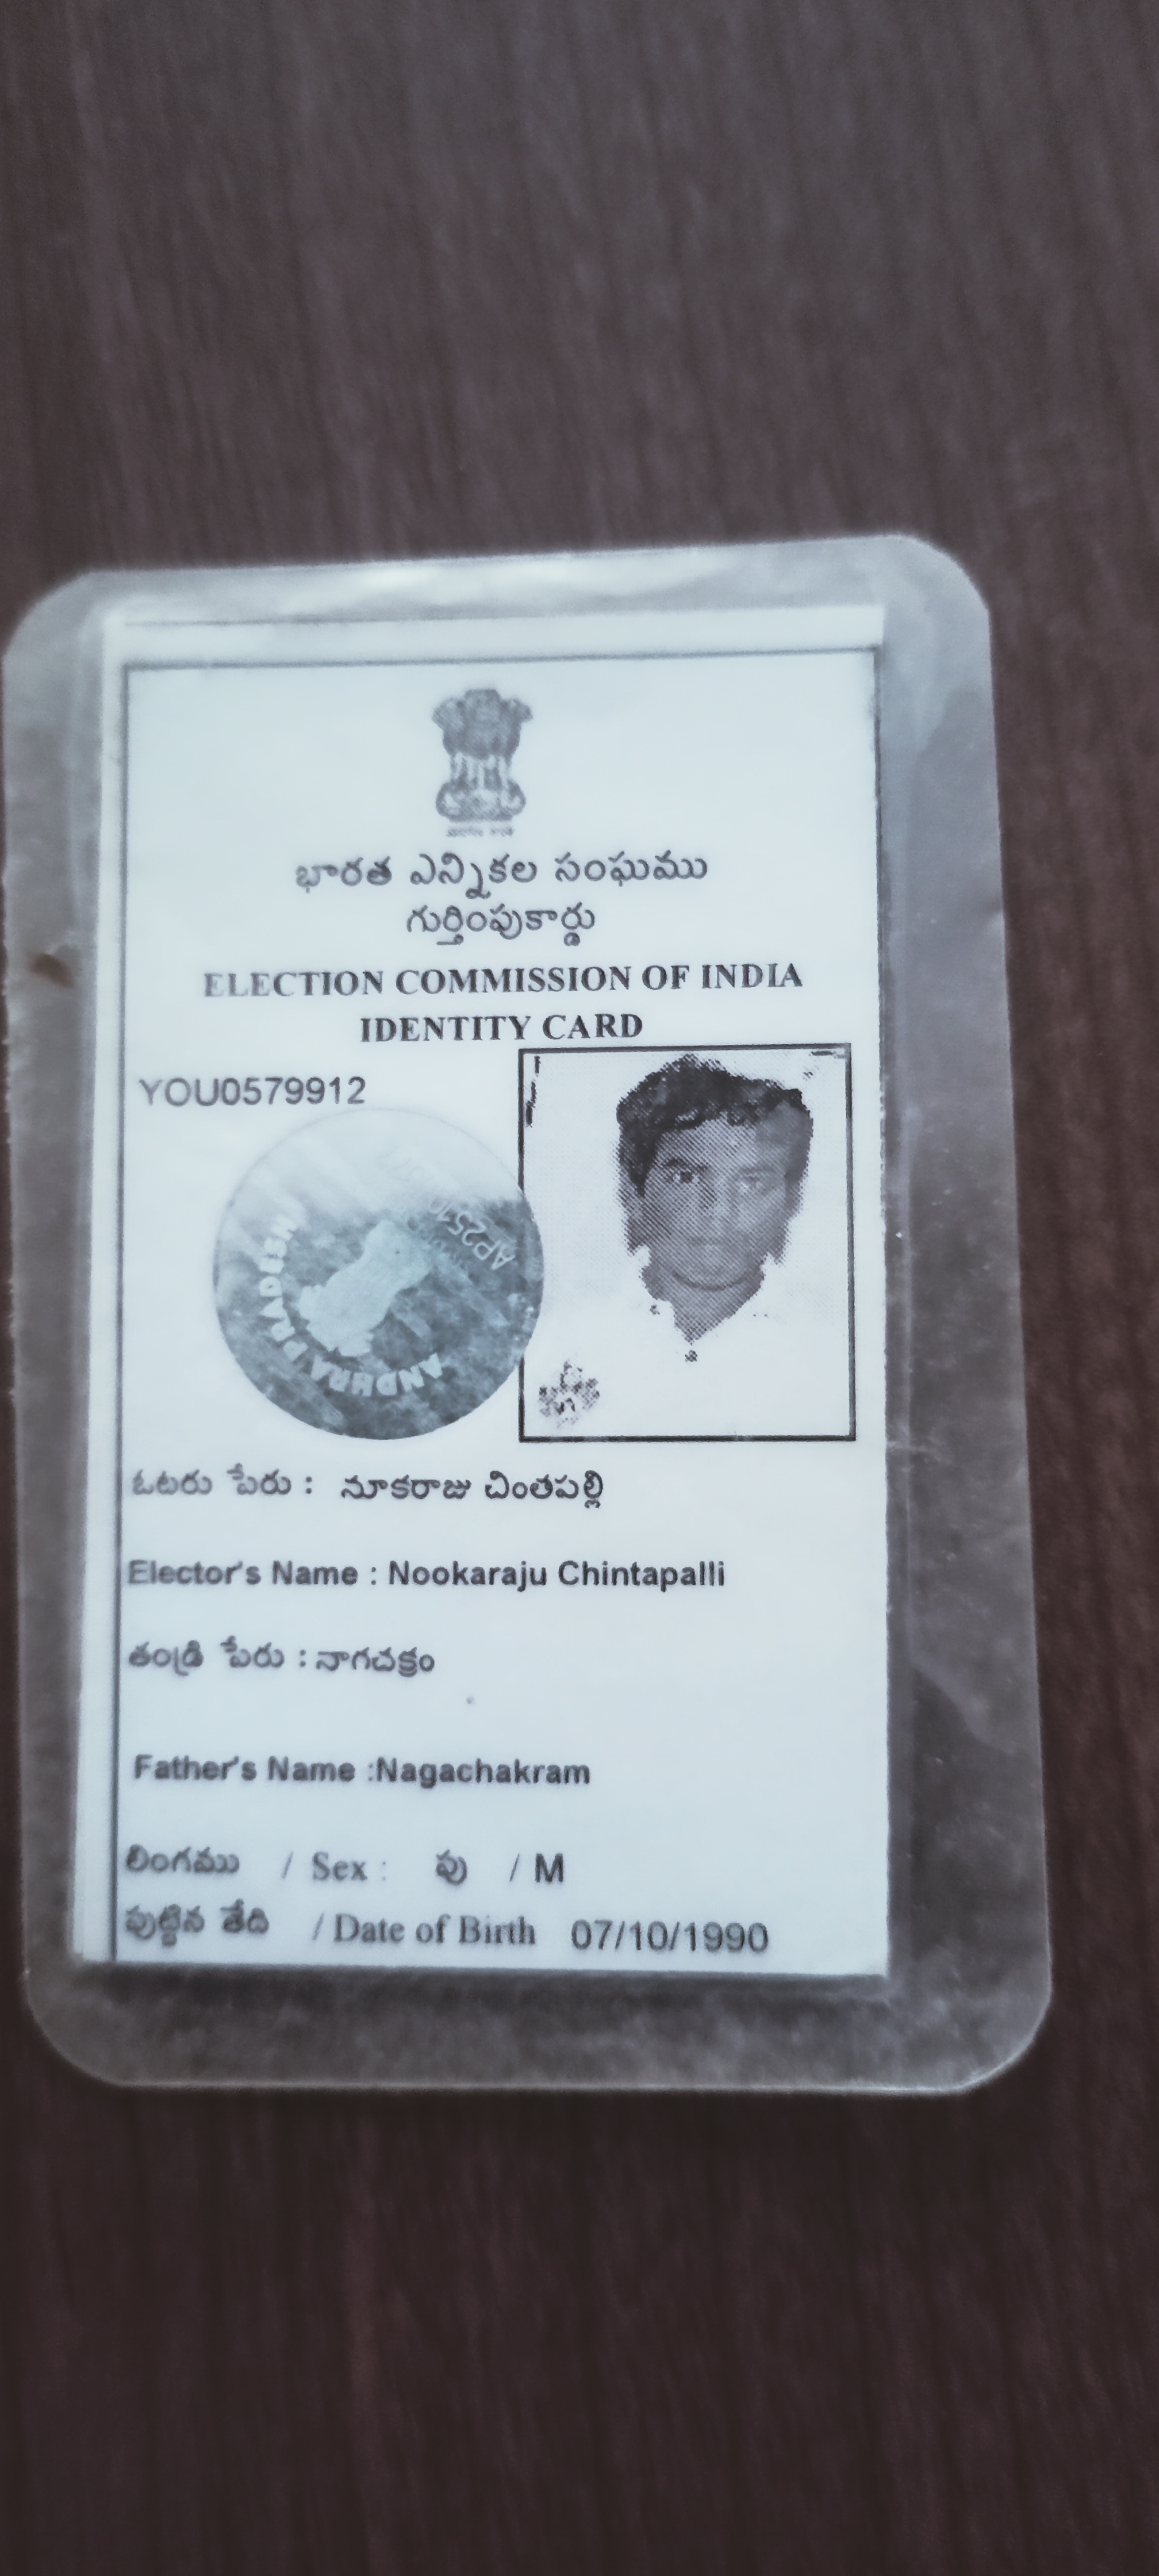 భారత ఎన్నికల సంఘము
గుర్తింపుకార్డు
ELECTION COMMISSION OF INDIA
IDENTITY CARD
YOU0579912
ANDHRA PRADESH
ఓటరు పేరు : నూకరాజు చింతపల్లి
Elector's Name : Nookaraju Chintapalli
తండ్రి పేరు : నాగచక్రం
Father's Name :Nagachakram
లింగము / Sex : పు / M
పుట్టిన తేది / Date of Birth 07/10/1990